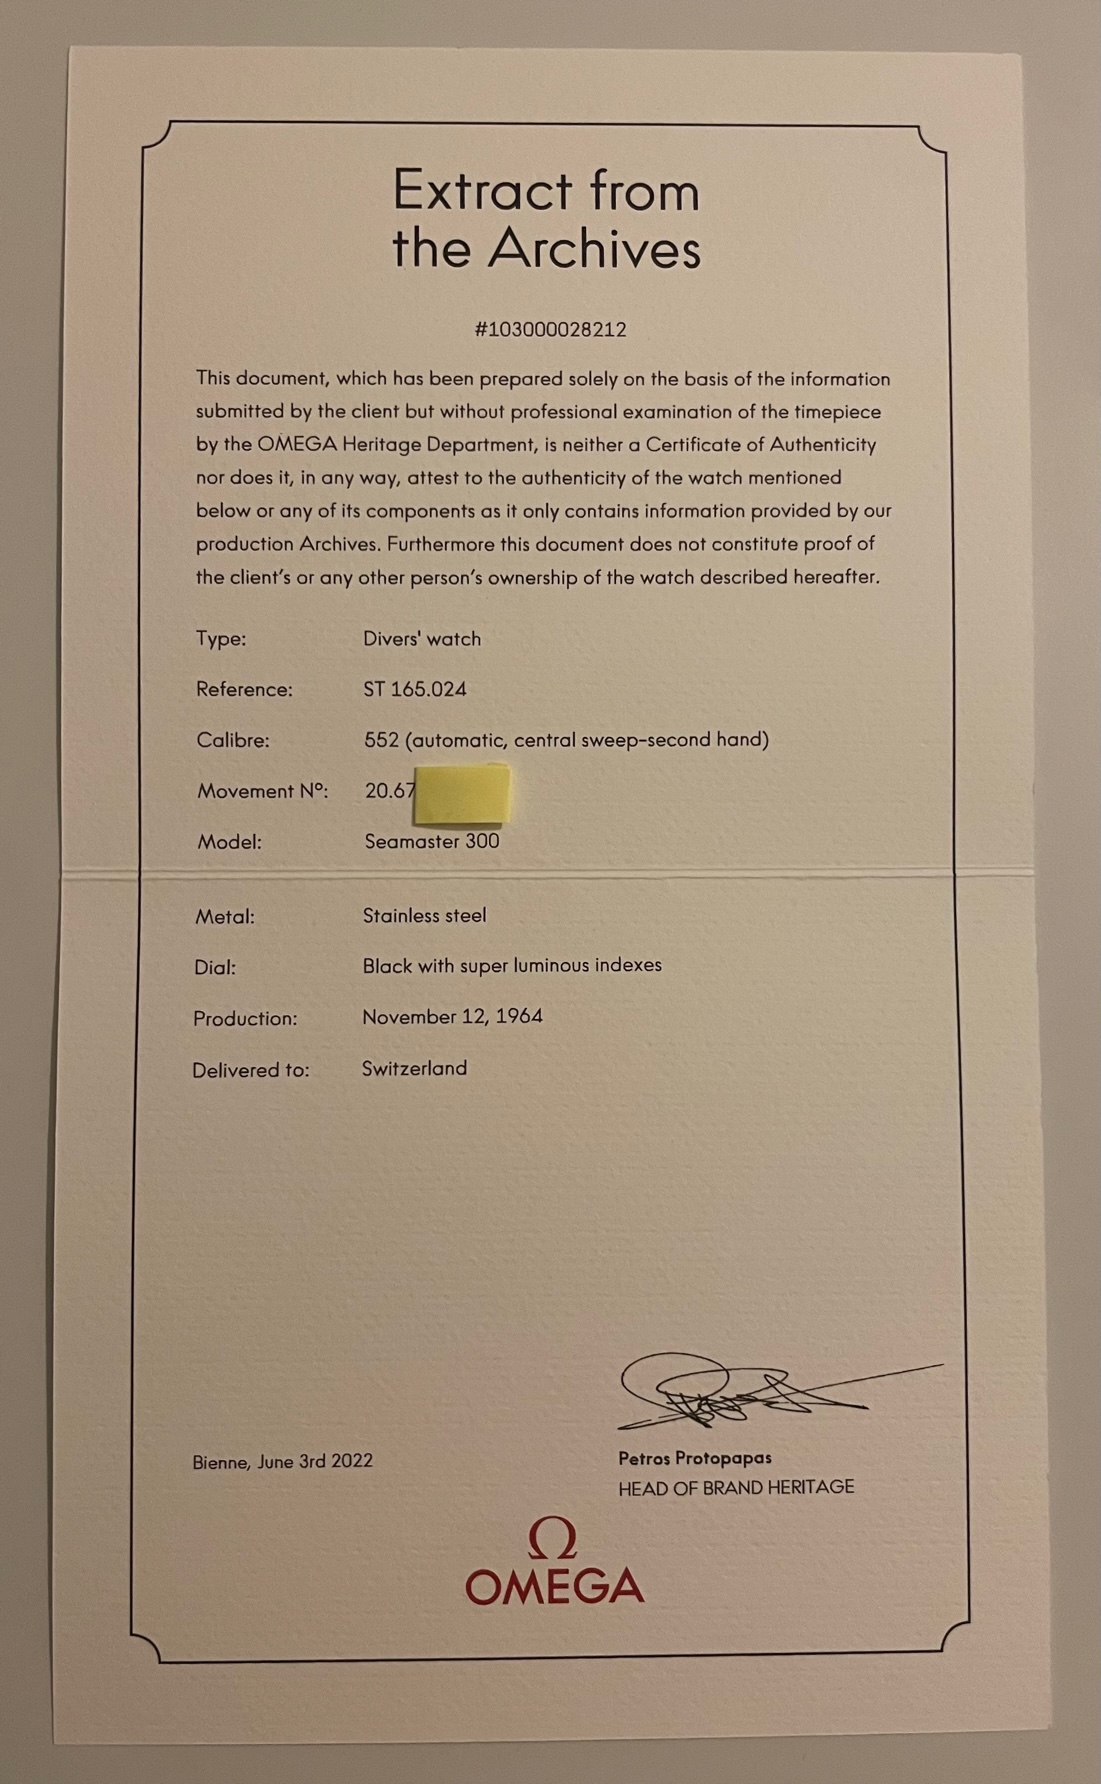 Extract from
the Archives
#103000028212
This document, which has been prepared solely on the basis of the information
submitted by the client but without professional examination of the timepiece
by the OMEGA Heritage Department, is neither a Certificate of Authenticity
nor does it, in any way, attest to the authenticity of the watch mentioned
below or any of its components as it only contains information provided by our
production Archives. Furthermore this document does not constitute proof of
the client's or any other person's ownership of the watch described hereafter.
Type: Divers' watch
Reference: ST 165.024
Calibre: 552 (automatic, central sweep-second hand)
Movement Nº: 20.67
Model: Seamaster 300
Metal: Stainless steel
Dial: Black with super luminous indexes
Production: November 12, 1964
Delivered to: Switzerland
Bienne, June 3rd 2022
Petros Protopapas
HEAD OF BRAND HERITAGE
Ω
OMEGA